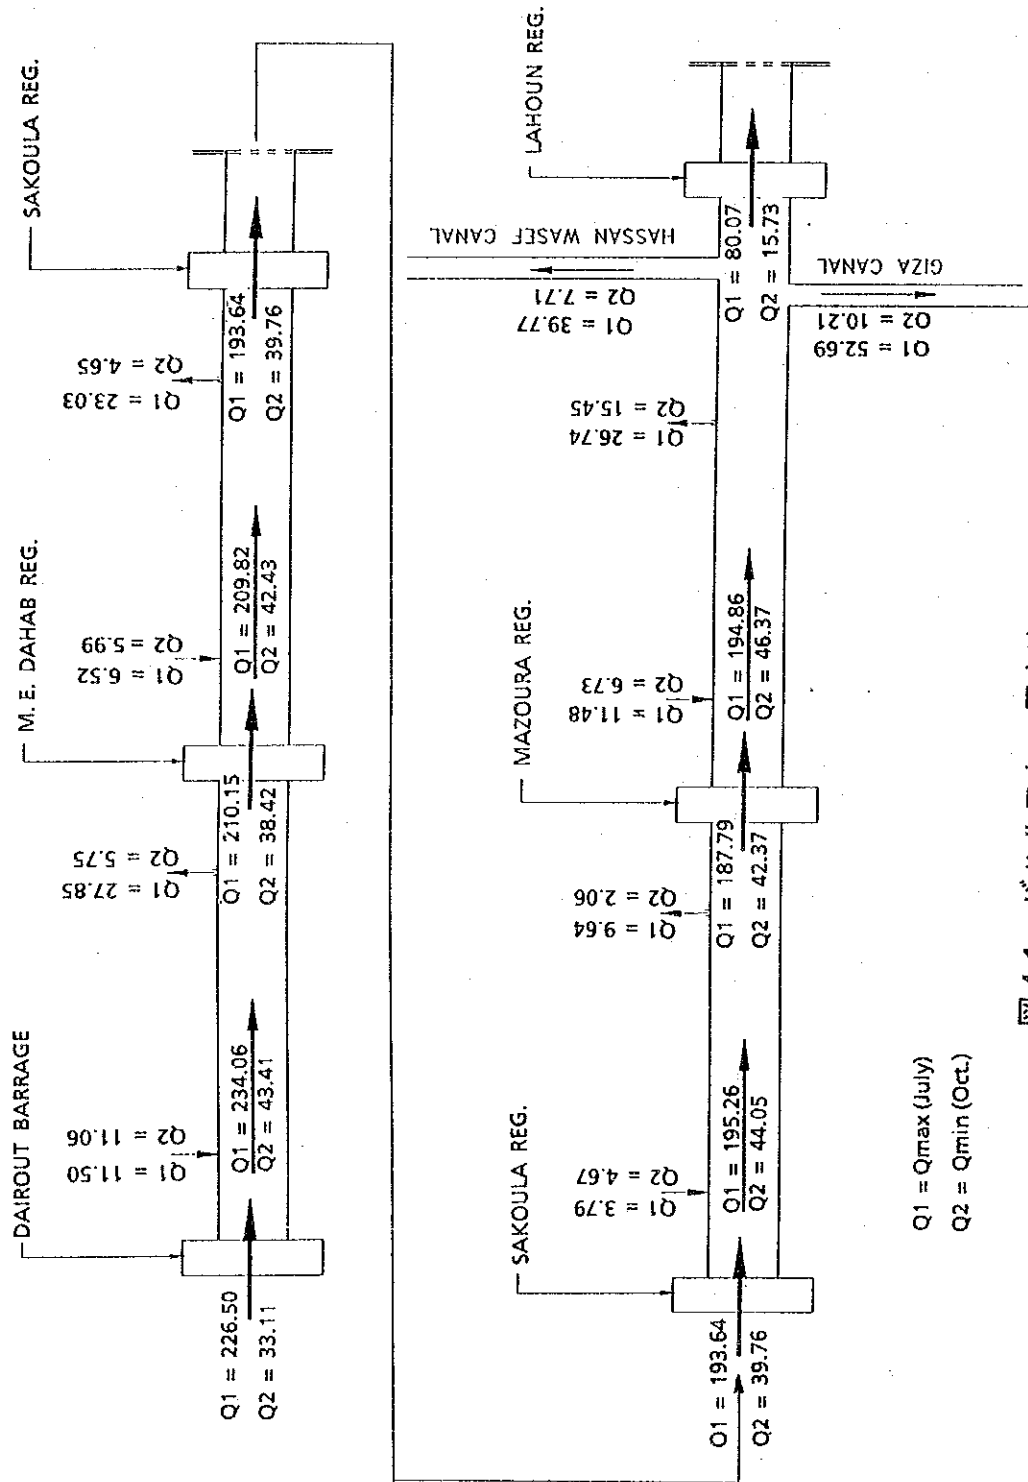 DAIROUT BARRAGE
M. E. DAHAB REG.
SAKOULA REG.
Q1 = 11.50
Q2 = 11.06
Q1 = 27.85
Q2 = 5.75
Q1 = 6.52
Q2 = 5.99
Q1 = 23.03
Q2 = 4.65
Q1 = 226.50
Q2 = 33.11
Q1 = 234.06
Q2 = 43.41
Q1 = 210.15
Q2 = 38.42
Q1 = 209.82
Q2 = 42.43
Q1 = 193.64
Q2 = 39.76
SAKOULA REG.
MAZOURA REG.
LAHOUN REG.
HASSAN WASEF CANAL
Q1 = 39.77
Q2 = 7.71
Q1 = 3.79
Q2 = 4.67
Q1 = 9.64
Q2 = 2.06
Q1 = 11.48
Q2 = 6.73
Q1 = 26.74
Q2 = 15.45
Q1 = 193.64
Q2 = 39.76
Q1 = 195.26
Q2 = 44.05
Q1 = 187.79
Q2 = 42.37
Q1 = 194.86
Q2 = 46.37
Q1 = 80.07
Q2 = 15.73
GIZA CANAL
Q1 = 52.69
Q2 = 10.21
Q1 = Qmax (July)
Q2 = Qmin (Oct.)